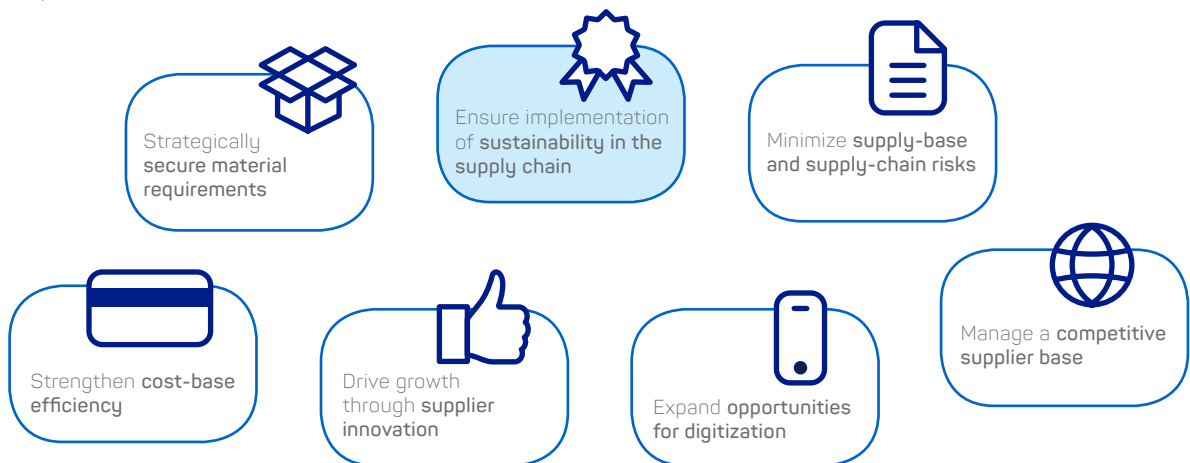 Strategically
secure material
requirements
Ensure implementation
of sustainability in the
supply chain
Minimize supply-base
and supply-chain risks
Strengthen cost-base
efficiency
Drive growth
through supplier
innovation
Expand opportunities
for digitization
Manage a competitive
supplier base